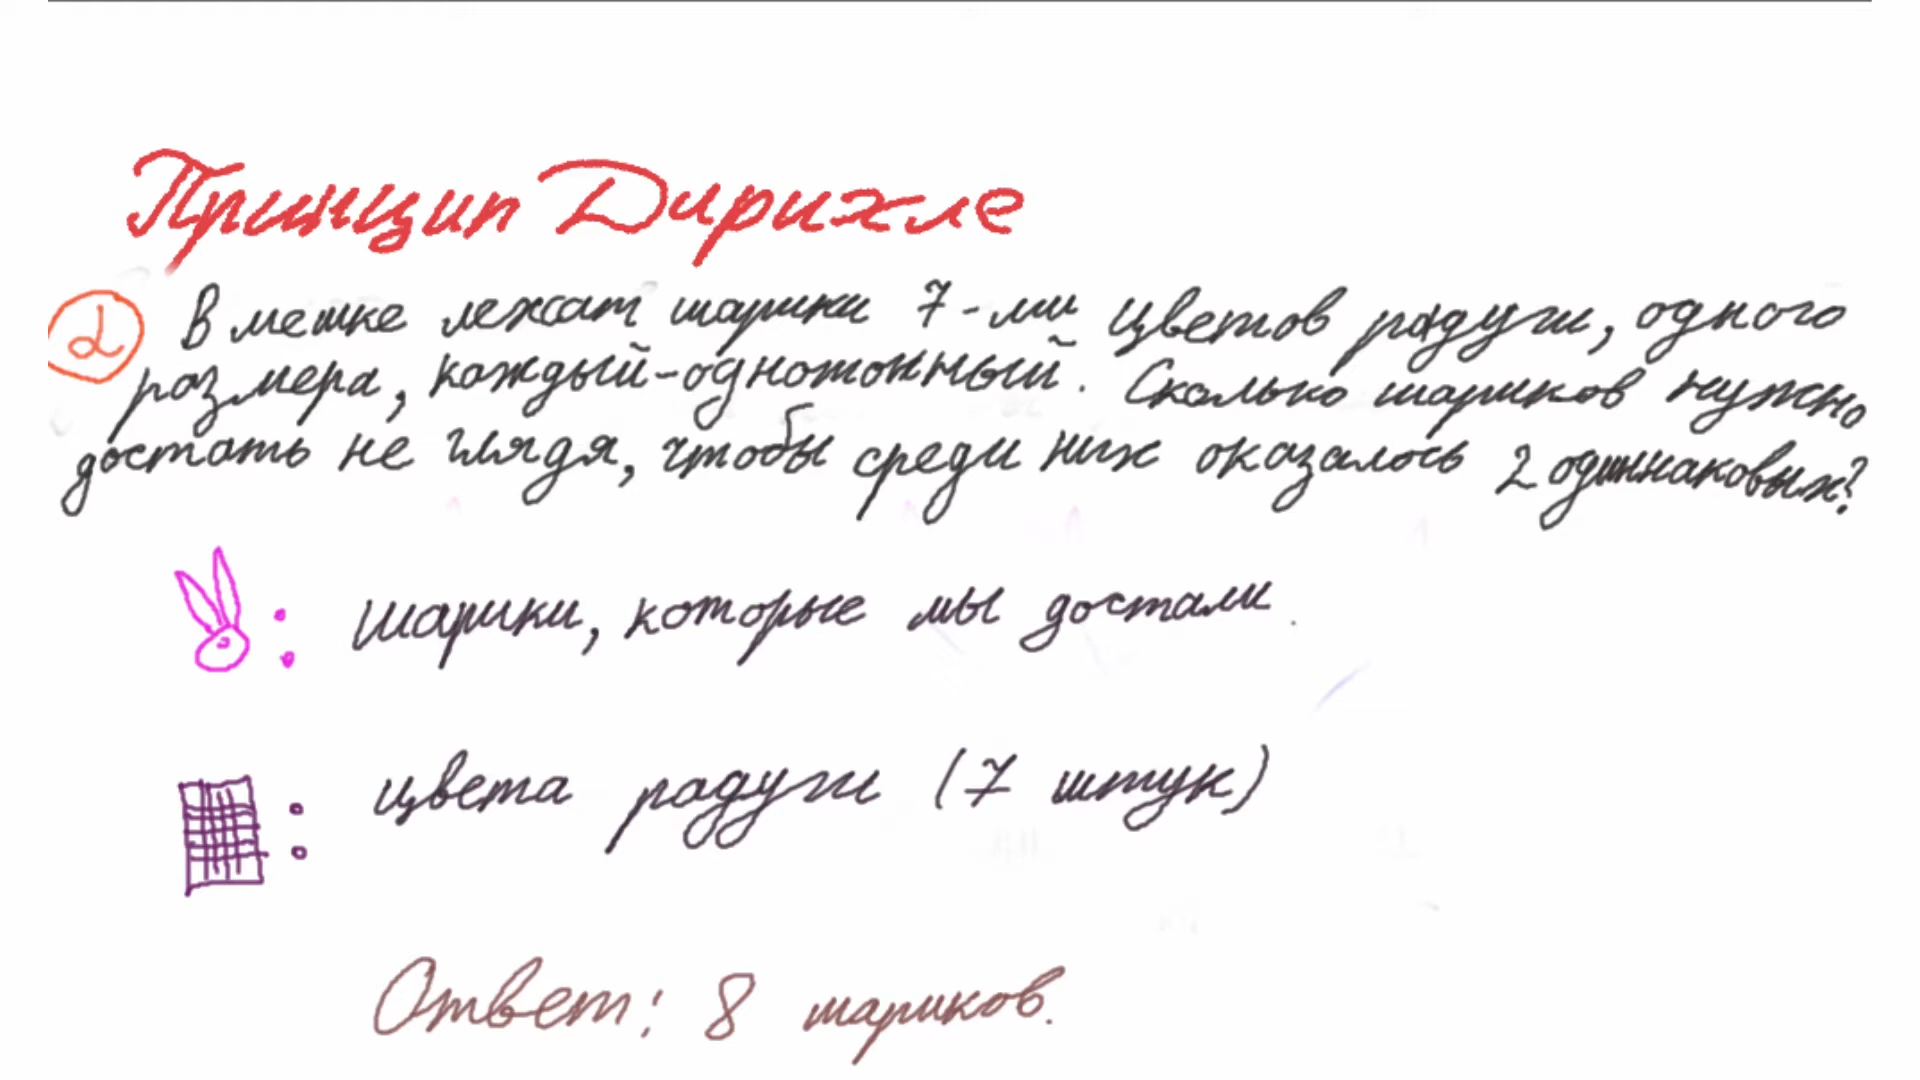 Принцип Дирихле
2 В мешке лежат шарики 7-ми цветов радуги, одного
размера, каждый-однотонный. Сколько шариков нужно
достать не глядя, чтобы среди них оказалось 2 одиннаковых?
: шарики, которые мы достали.
: цвета радуги (7 штук)
Ответ: 8 шариков.